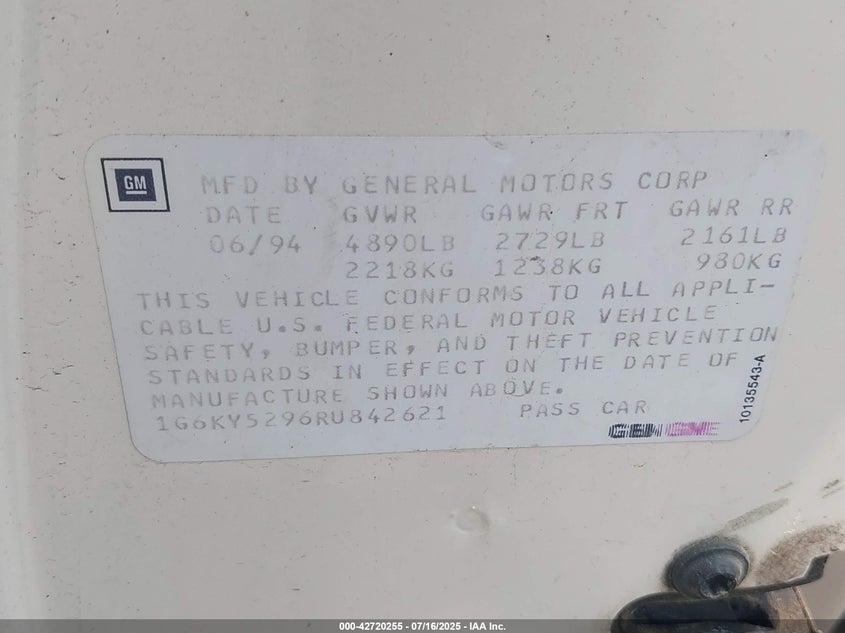 GM
MFD BY GENERAL MOTORS CORP
DATE GVWR GAWR FRT GAWR RR
06/94 4890LB 2729LB 2161LB
2218KG 1238KG 980KG
THIS VEHICLE CONFORMS TO ALL APPLI-
CABLE U.S. FEDERAL MOTOR VEHICLE
SAFETY, BUMPER, AND THEFT PREVENTION
STANDARDS IN EFFECT ON THE DATE OF
MANUFACTURE SHOWN ABOVE.
1G6KY5296RU842621 PASS CAR
10135543-A
000-42720255 - 07/16/2025 - IAA Inc.